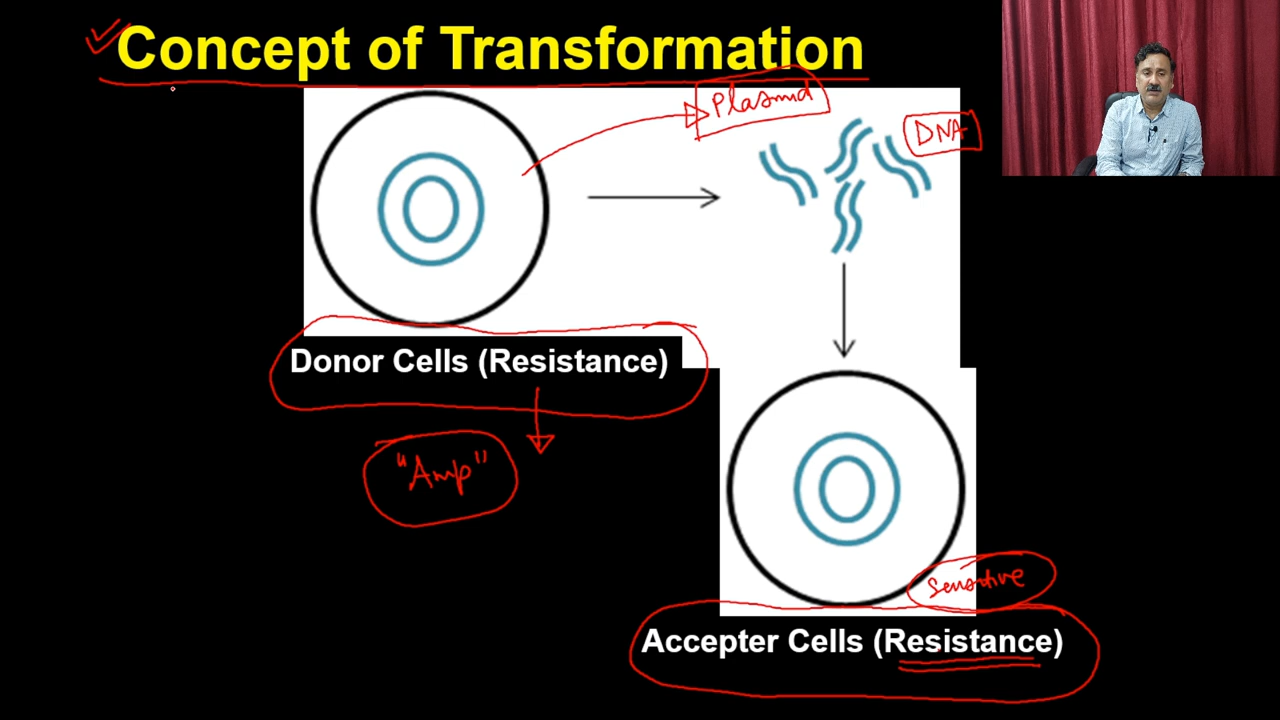 Concept of Transformation
Plasmid
DNA
Donor Cells (Resistance)
"Amp"
Sensitive
Accepter Cells (Resistance)